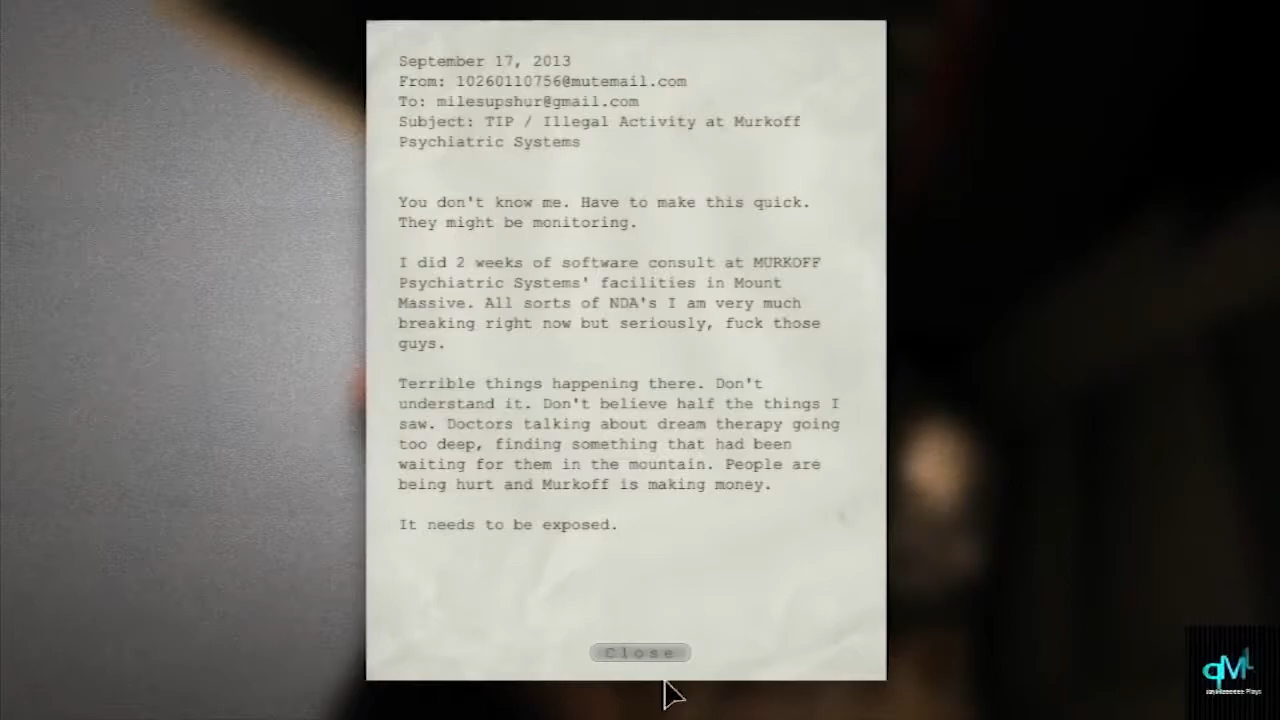 September 17, 2013
From: 10260110756@mutemail.com
To: milesupshur@gmail.com
Subject: TIP / Illegal Activity at Murkoff
Psychiatric Systems
You don't know me. Have to make this quick.
They might be monitoring.
I did 2 weeks of software consult at MURKOFF
Psychiatric Systems' facilities in Mount
Massive. All sorts of NDA's I am very much
breaking right now but seriously, fuck those
guys.
Terrible things happening there. Don't
understand it. Don't believe half the things I
saw. Doctors talking about dream therapy going
too deep, finding something that had been
waiting for them in the mountain. People are
being hurt and Murkoff is making money.
It needs to be exposed.
Close
Plays